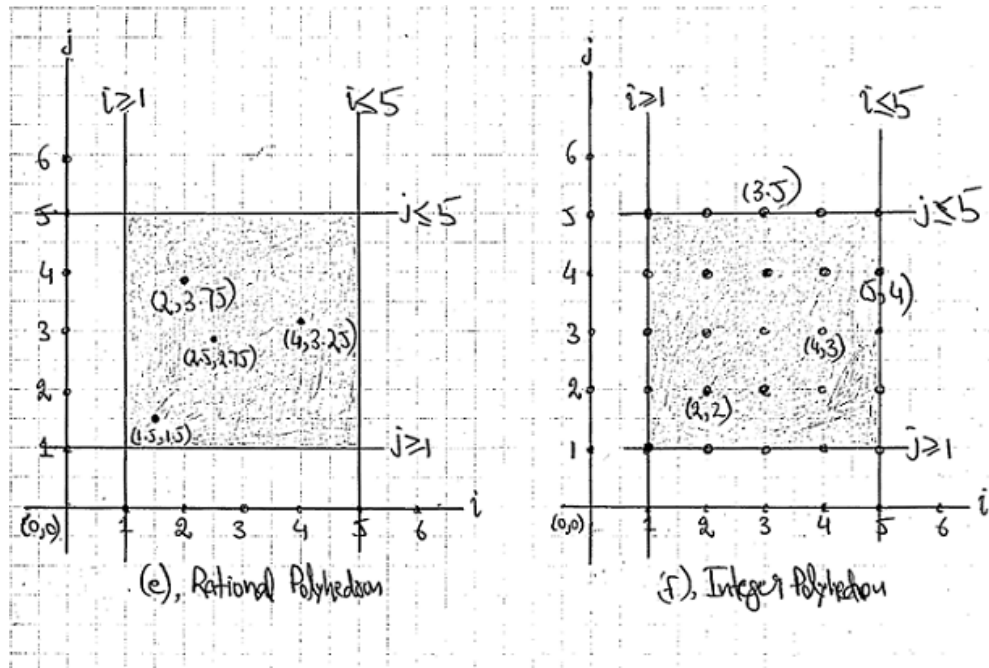 j
i≥1
i≤5
6
5
j≤5
4
(2,3.75)
3
(4,3.25)
(2.5,2.75)
2
(1.5,1.5)
1
j≥1
(0,0)
1
2
3
4
5
6
i
(e), Rational Polyhedron
j
i≥1
i≤5
6
(3.5)
5
j≤5
4
(5,4)
3
(4,3)
2
(2,2)
1
j≥1
(0,0)
1
2
3
4
5
6
i
(f), Integer Polyhedron